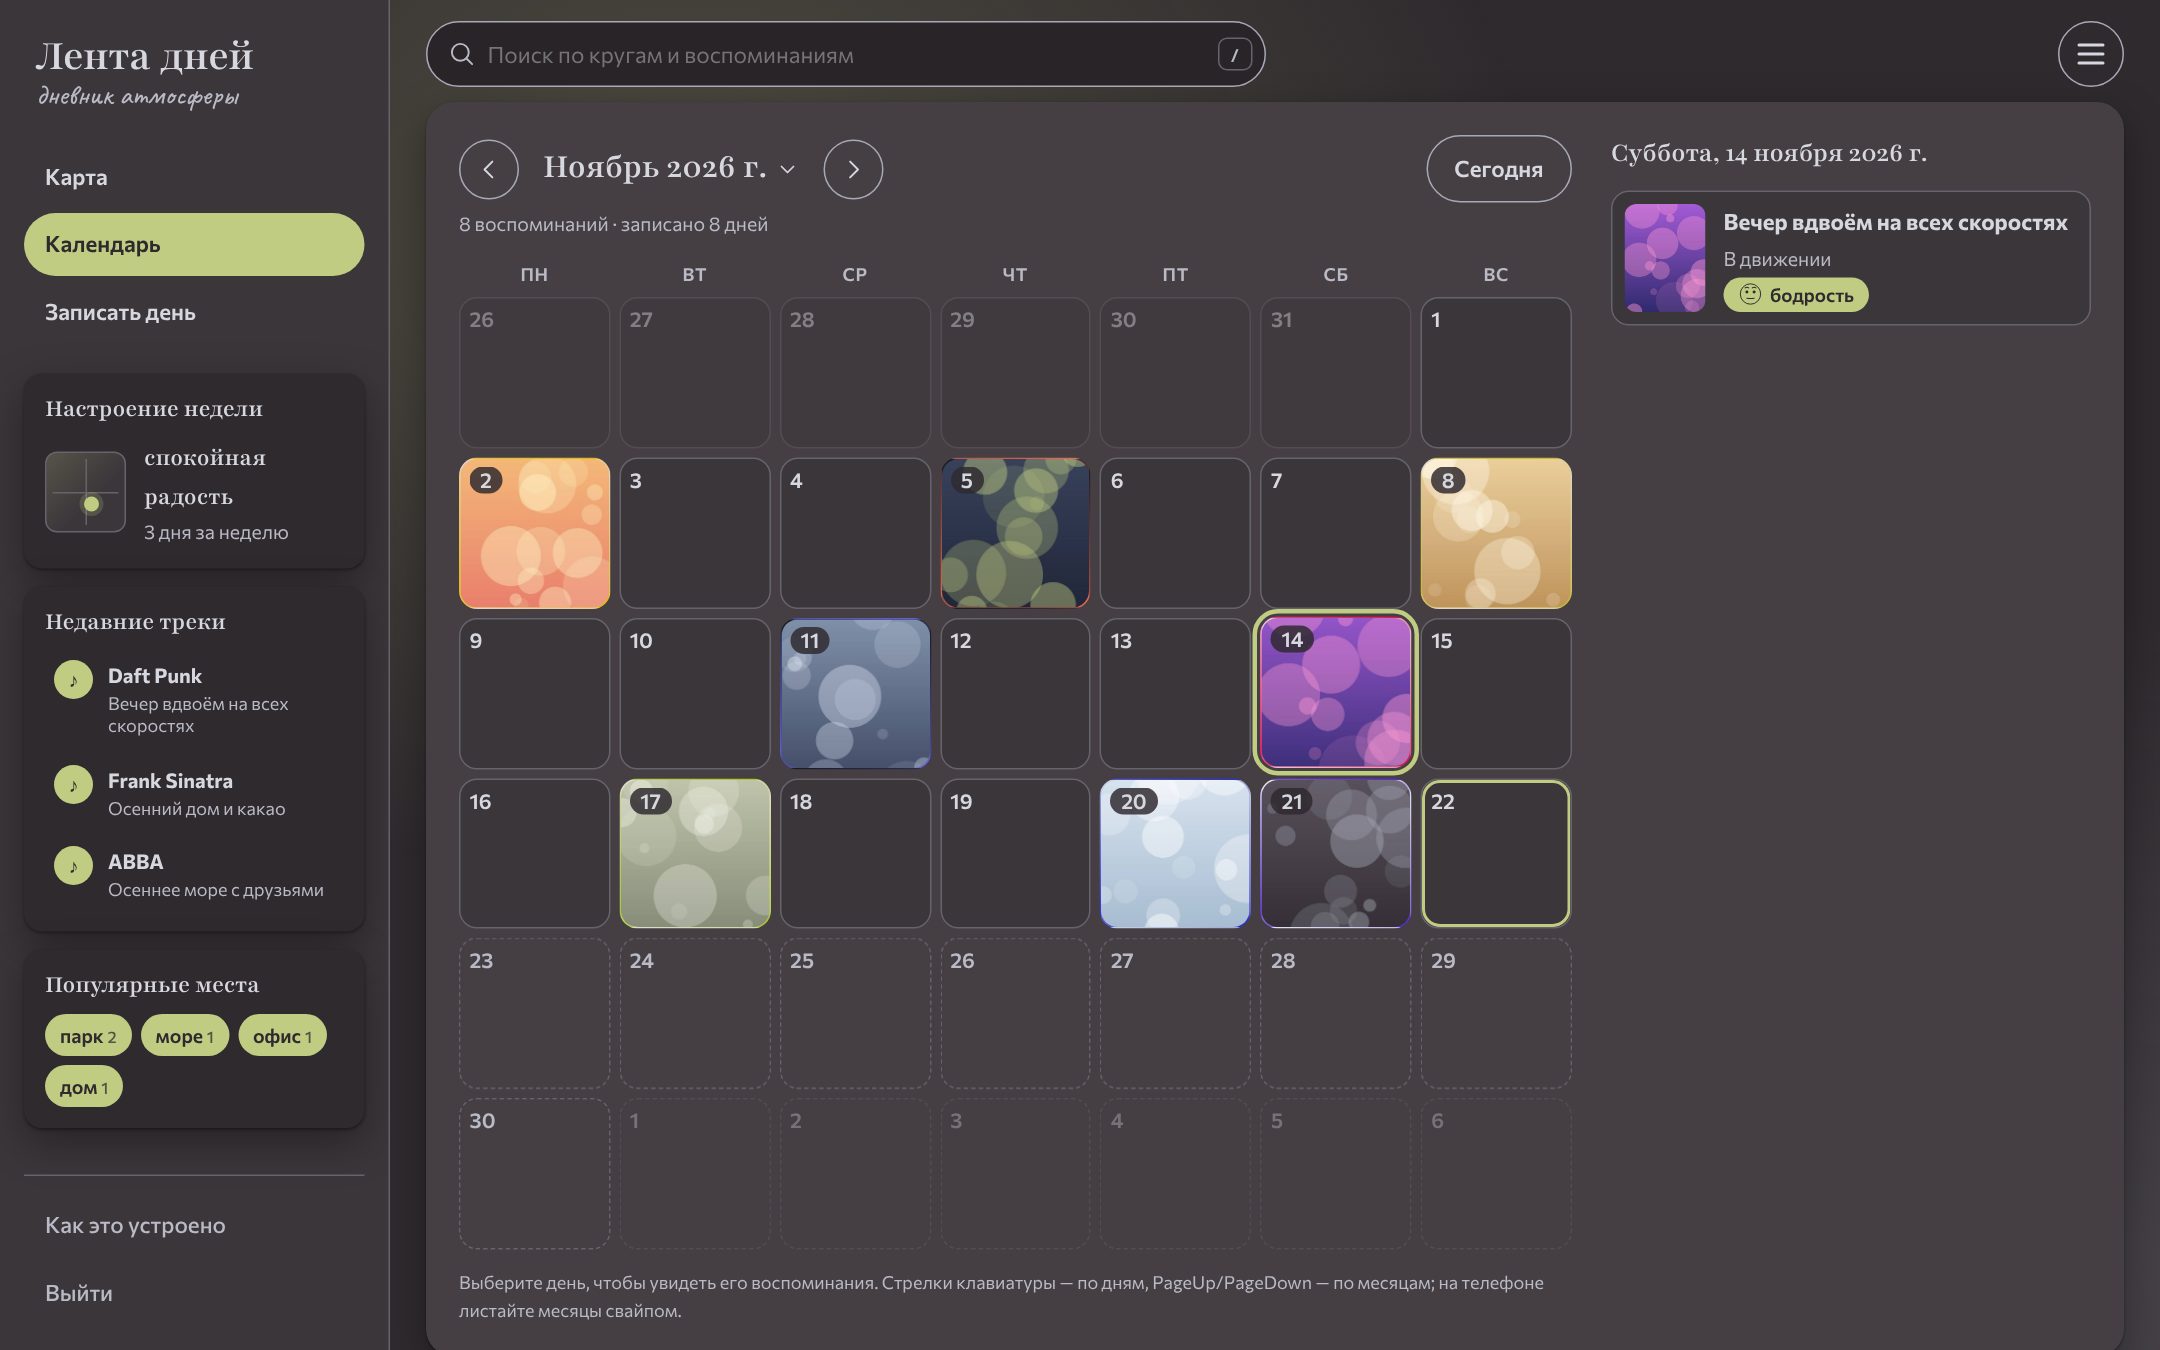 Лента дней
дневник атмосферы
Карта
Календарь
Записать день
Настроение недели
спокойная
радость
3 дня за неделю
Недавние треки
♪
Daft Punk
Вечер вдвоём на всех
скоростях
♪
Frank Sinatra
Осенний дом и какао
♪
ABBA
Осеннее море с друзьями
Популярные места
парк 2 море 1 офис 1
дом 1
Как это устроено
Выйти
Поиск по кругам и воспоминаниям /
Ноябрь 2026 г.
Сегодня
8 воспоминаний · записано 8 дней
ПН ВТ СР ЧТ ПТ СБ ВС
26 27 28 29 30 31 1
2 3 4 5 6 7 8
9 10 11 12 13 14 15
16 17 18 19 20 21 22
23 24 25 26 27 28 29
30 1 2 3 4 5 6
Выберите день, чтобы увидеть его воспоминания. Стрелки клавиатуры — по дням, PageUp/PageDown — по месяцам; на телефоне
листайте месяцы свайпом.
Суббота, 14 ноября 2026 г.
Вечер вдвоём на всех скоростях
В движении
бодрость